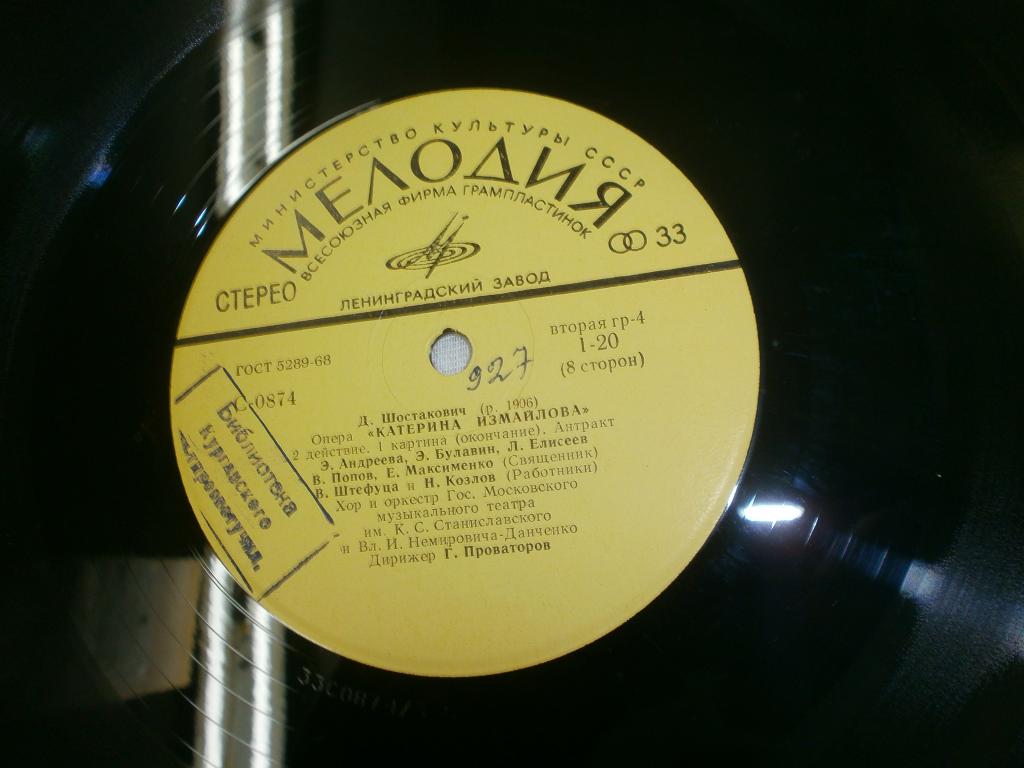 МИНИСТЕРСТВО КУЛЬТУРЫ СССР
МЕЛОДИЯ
ВСЕСОЮЗНАЯ ФИРМА ГРАМПЛАСТИНОК
33
СТЕРЕО
ЛЕНИНГРАДСКИЙ ЗАВОД
ГОСТ 5289-68
вторая гр-4
С-0874
1-20
(8 сторон)
927
Д. Шостакович (р. 1906)
Опера «КАТЕРИНА ИЗМАЙЛОВА»
2 действие. 1 картина (окончание). Антракт
Э. Андреева, Э. Булавин, Л. Елисеев
В. Попов, Е. Максименко (Священник)
В. Штефуца и Н. Козлов (Работники)
Хор и оркестр Гос. Московского
музыкального театра
им. К. С. Станиславского
и Вл. И. Немировича-Данченко
Дирижер Г. Проваторов
Библиотека
Курганского